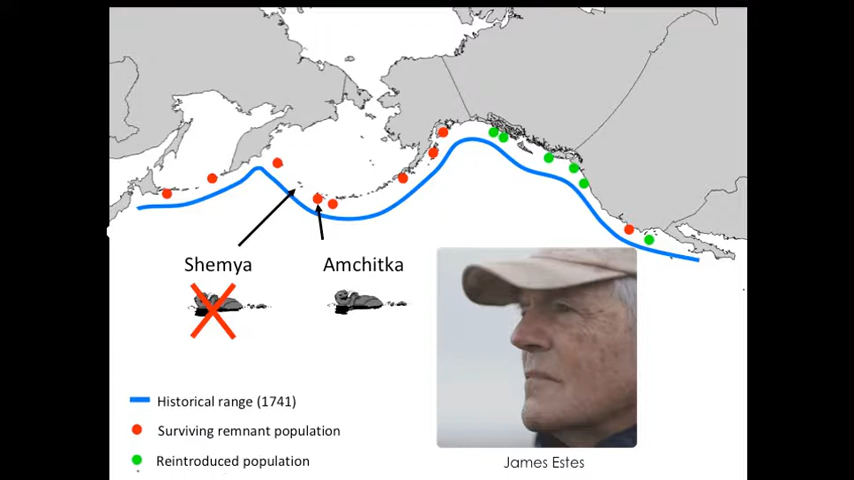 Shemya
Amchitka
Historical range (1741)
Surviving remnant population
Reintroduced population
James Estes